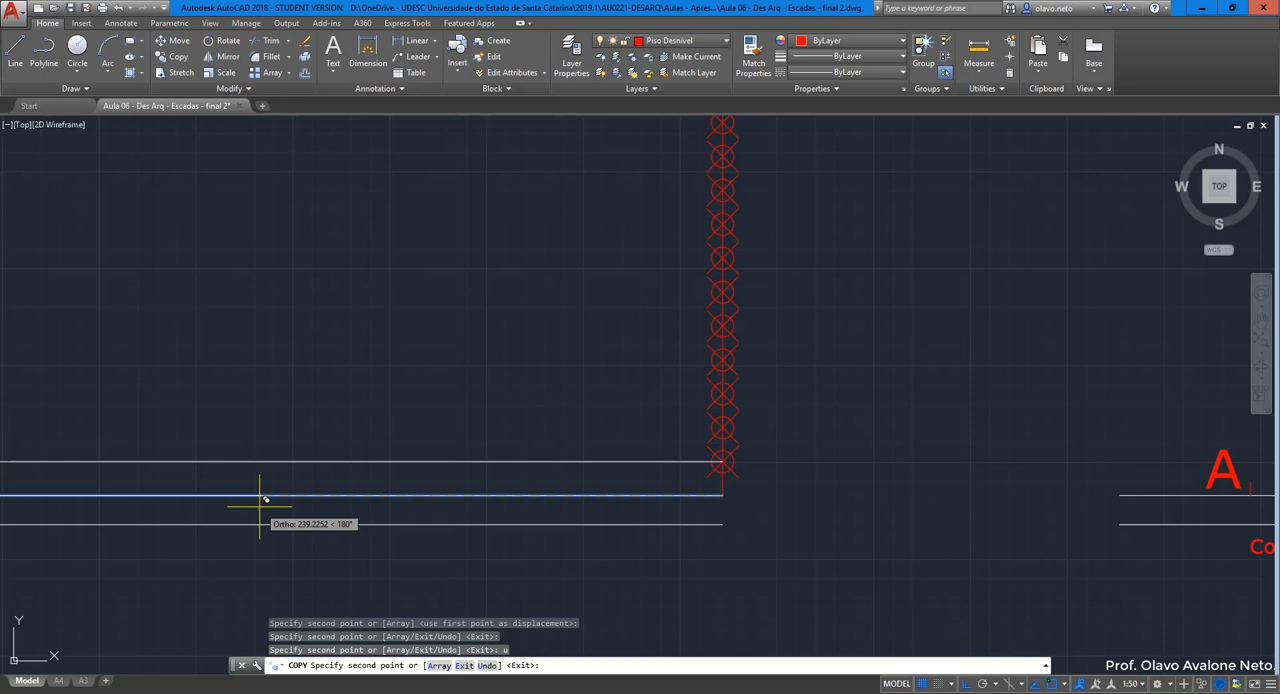 Autodesk AutoCAD 2018 - STUDENT VERSION D:\OneDrive - UDESC Universidade do Estado de Santa Catarina\2019.1\AU0221-DESARQ\Aulas - Apres...\Aula 06 - Des Arq - Escadas - final 2.dwg
Type a keyword or phrase
olavo.neto
Home Insert Annotate Parametric View Manage Output Add-ins A360 Express Tools Featured Apps
Line Polyline Circle Arc
Move Rotate Trim
Copy Mirror Fillet
Stretch Scale Array
Text Dimension
Linear
Leader
Table
Insert
Create
Edit
Edit Attributes
Layer Properties
Piso Desnivel
Make Current
Match Layer
Match Properties
ByLayer
ByLayer
ByLayer
Group
Measure
Paste
Base
Draw Modify Annotation Block Layers Properties Groups Utilities Clipboard View
Start Aula 06 - Des Arq - Escadas - final 2*
[–][Top][2D Wireframe]
N
W TOP E
S
WCS
A
Co
Ortho: 239.2252 < 180°
Y
X
Specify second point or [Array] <use first point as displacement>:
Specify second point or [Array/Exit/Undo] <Exit>:
Specify second point or [Array/Exit/Undo] <Exit>: u
COPY Specify second point or [Array Exit Undo] <Exit>:
Prof. Olavo Avalone Neto.
Model A4 A3
MODEL 1:50